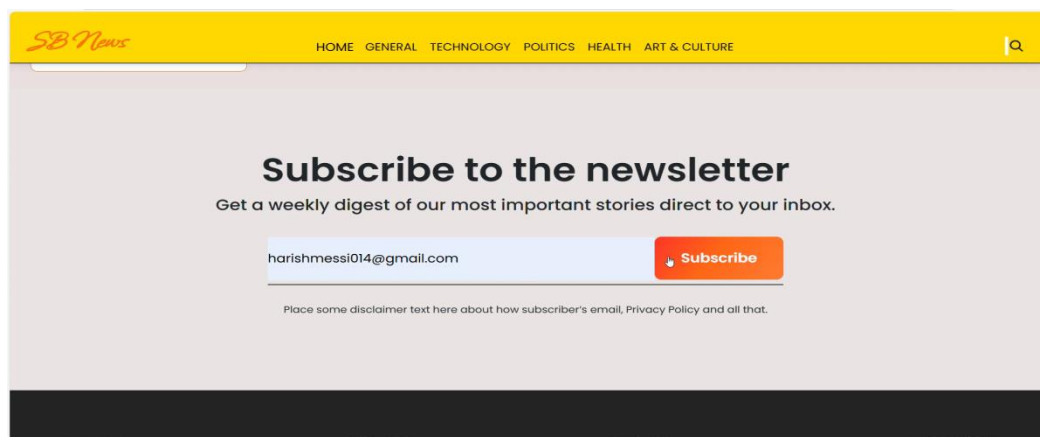 SB News
HOME GENERAL TECHNOLOGY POLITICS HEALTH ART & CULTURE
Subscribe to the newsletter
Get a weekly digest of our most important stories direct to your inbox.
harishmessi014@gmail.com
Subscribe
Place some disclaimer text here about how subscriber's email, Privacy Policy and all that.